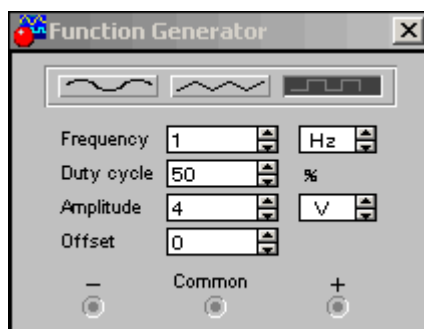 Function Generator
Frequency 1 Hz
Duty cycle 50 %
Amplitude 4 V
Offset 0
− Common +